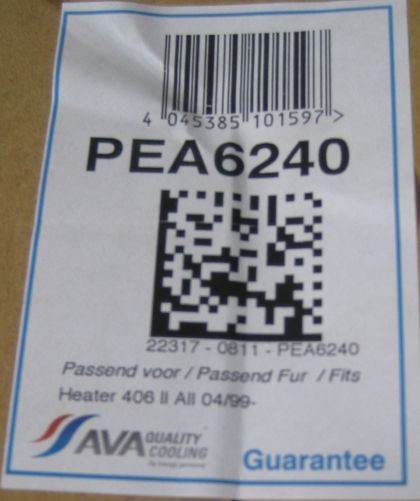 4 045385 101597 >
PEA6240
22317 - 0811 - PEA6240
Passend voor / Passend Fur / Fits
Heater 406 II All 04/99-
AVA QUALITY
COOLING
Guarantee